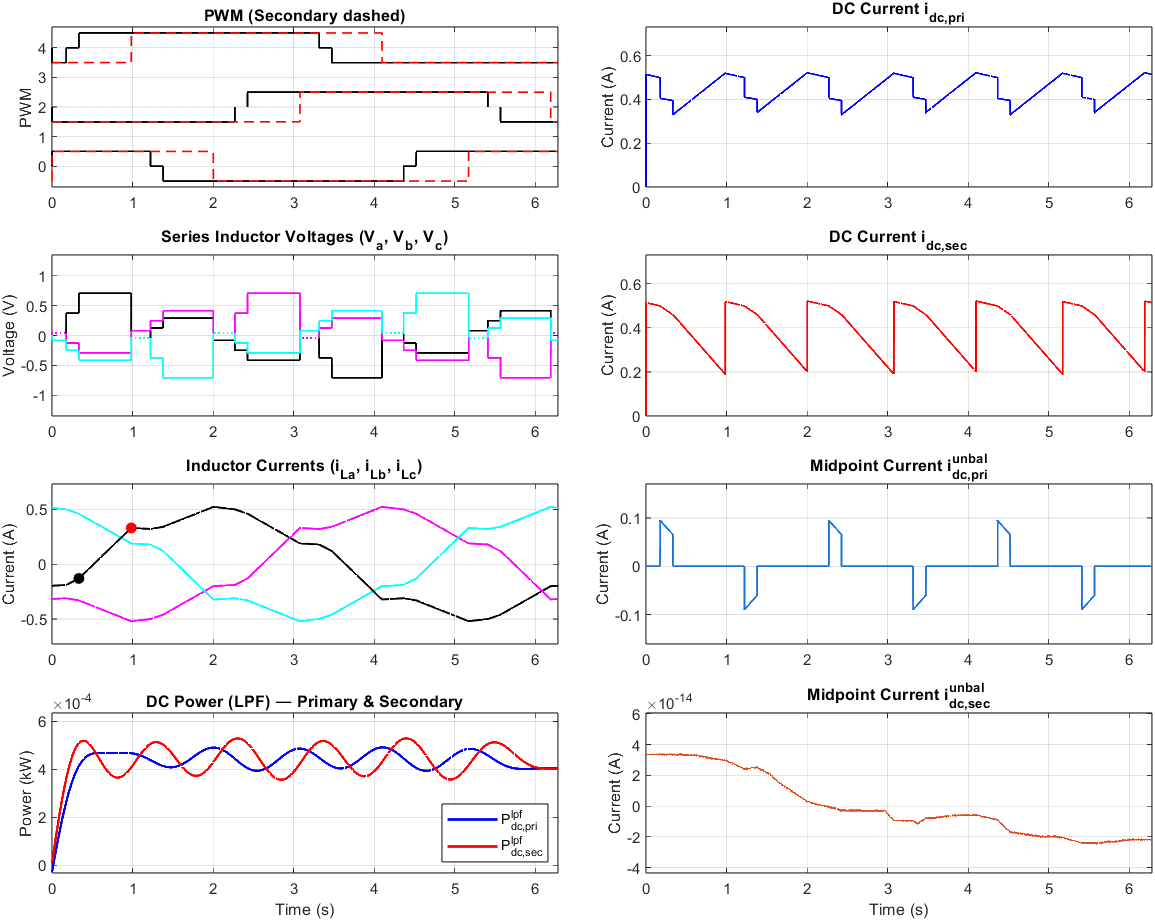 PWM (Secondary dashed)
PWM
4
3
2
1
0
0 1 2 3 4 5 6
DC Current i_dc,pri
Current (A)
0.6
0.4
0.2
0
0 1 2 3 4 5 6
Series Inductor Voltages (V_a, V_b, V_c)
Voltage (V)
1
0.5
0
-0.5
-1
0 1 2 3 4 5 6
DC Current i_dc,sec
Current (A)
0.6
0.4
0.2
0
0 1 2 3 4 5 6
Inductor Currents (i_La, i_Lb, i_Lc)
Current (A)
0.5
0
-0.5
0 1 2 3 4 5 6
Midpoint Current i_dc,pri^unbal
Current (A)
0.1
0
-0.1
0 1 2 3 4 5 6
DC Power (LPF) — Primary & Secondary
×10^-4
Power (kW)
6
4
2
0
P_dc,pri^lpf
P_dc,sec^lpf
0 1 2 3 4 5 6
Time (s)
Midpoint Current i_dc,sec^unbal
×10^-14
Current (A)
6
4
2
0
-2
-4
0 1 2 3 4 5 6
Time (s)